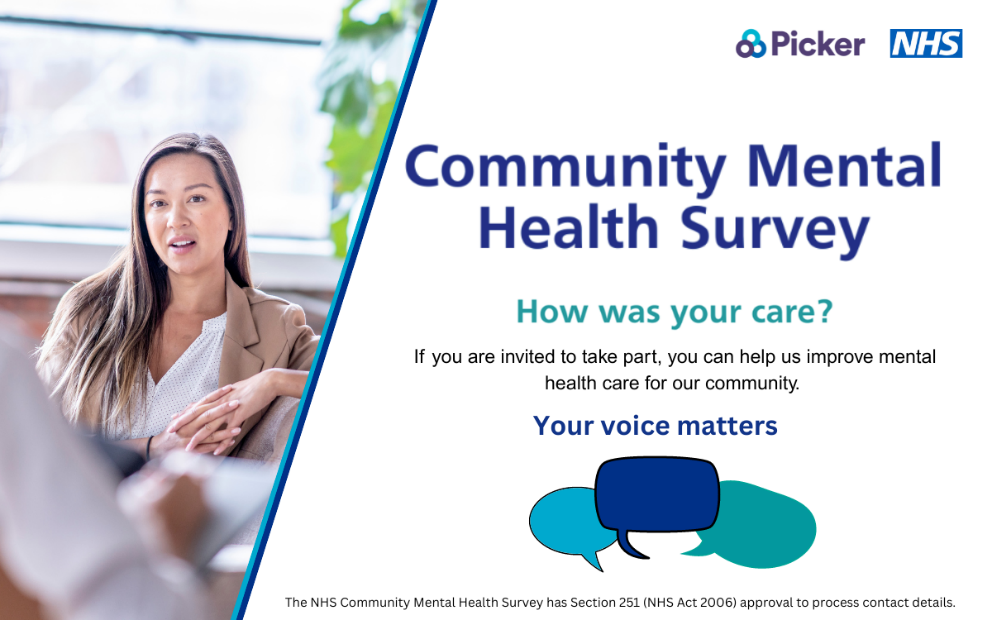 Picker NHS
Community Mental
Health Survey
How was your care?
If you are invited to take part, you can help us improve mental
health care for our community.
Your voice matters
The NHS Community Mental Health Survey has Section 251 (NHS Act 2006) approval to process contact details.